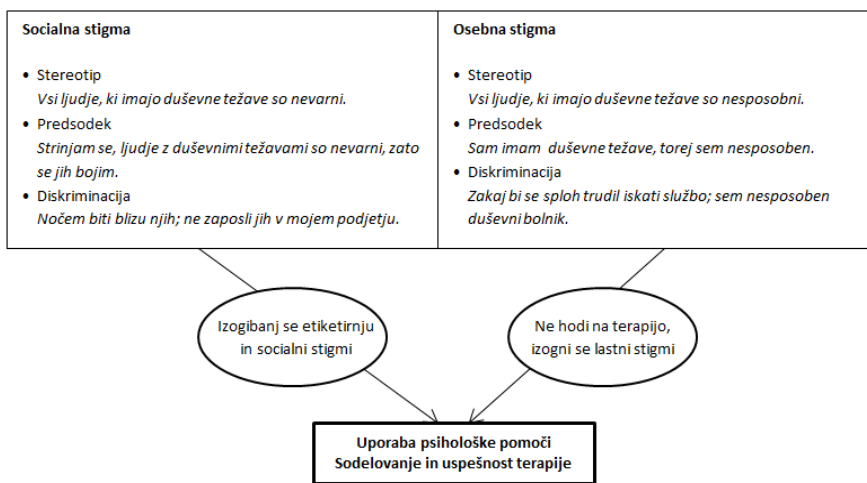 Socialna stigma
• Stereotip
Vsi ljudje, ki imajo duševne težave so nevarni.
• Predsodek
Strinjam se, ljudje z duševnimi težavami so nevarni, zato
se jih bojim.
• Diskriminacija
Nočem biti blizu njih; ne zaposli jih v mojem podjetju.
Osebna stigma
• Stereotip
Vsi ljudje, ki imajo duševne težave so nesposobni.
• Predsodek
Sam imam duševne težave, torej sem nesposoben.
• Diskriminacija
Zakaj bi se sploh trudil iskati službo; sem nesposoben
duševni bolnik.
Izogibanj se etiketirnju
in socialni stigmi
Ne hodi na terapijo,
izogni se lastni stigmi
Uporaba psihološke pomoči
Sodelovanje in uspešnost terapije